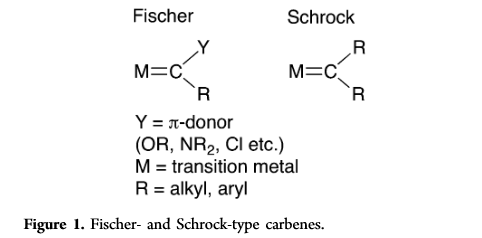 Fischer Schrock
Y R
M=C M=C
R R
Y = π-donor
(OR, NR₂, Cl etc.)
M = transition metal
R = alkyl, aryl
Figure 1. Fischer- and Schrock-type carbenes.